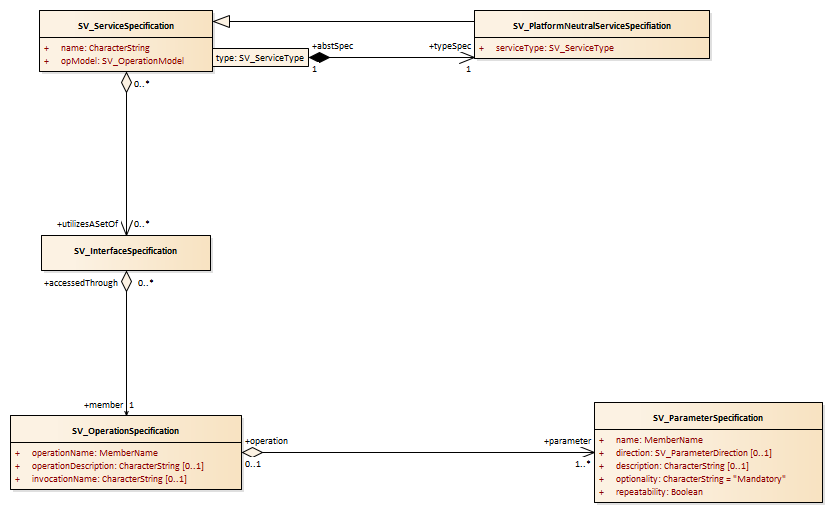 SV_ServiceSpecification
+ name: CharacterString
+ opModel: SV_OperationModel
SV_PlatformNeutralServiceSpecifiation
+ serviceType: SV_ServiceType
type: SV_ServiceType
+abstSpec
1
+typeSpec
1
0..*
+utilizesASetOf
0..*
SV_InterfaceSpecification
+accessedThrough
0..*
+member
1
SV_OperationSpecification
+ operationName: MemberName
+ operationDescription: CharacterString [0..1]
+ invocationName: CharacterString [0..1]
+operation
0..1
+parameter
1..*
SV_ParameterSpecification
+ name: MemberName
+ direction: SV_ParameterDirection [0..1]
+ description: CharacterString [0..1]
+ optionality: CharacterString = "Mandatory"
+ repeatability: Boolean